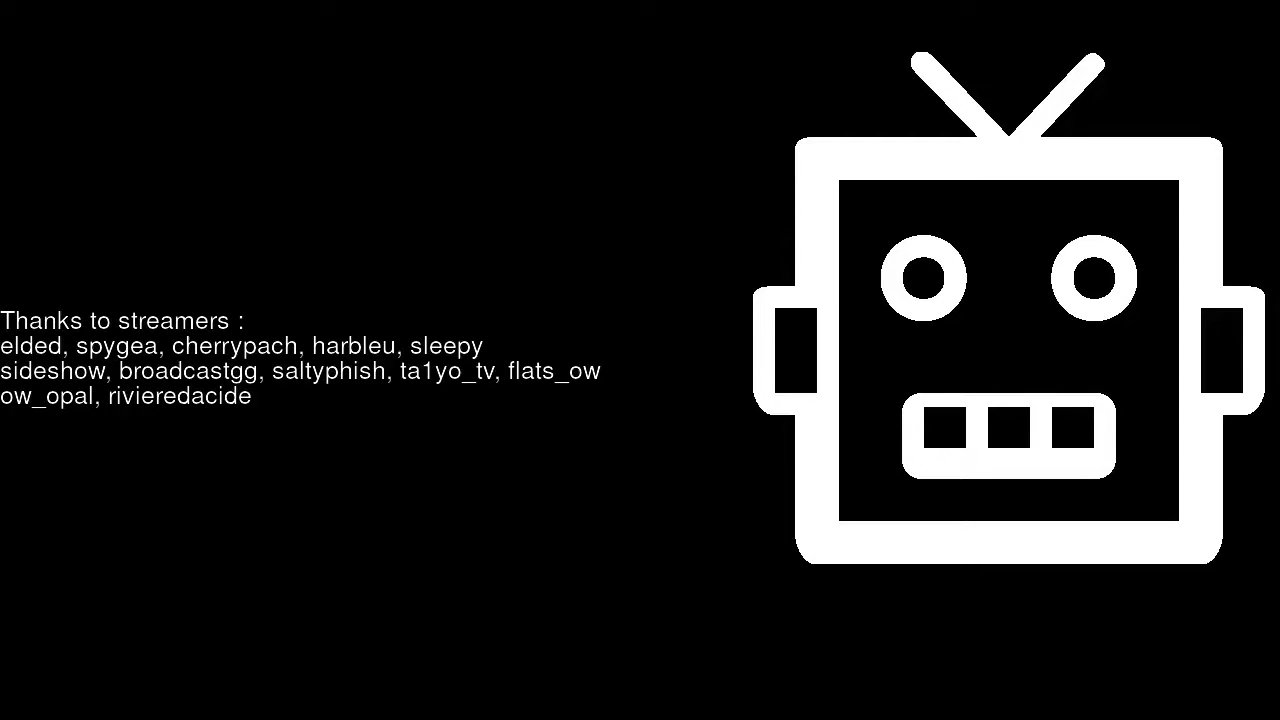 Thanks to streamers :
elded, spygea, cherrypach, harbleu, sleepy
sideshow, broadcastgg, saltyphish, ta1yo_tv, flats_ow
ow_opal, rivieredacide